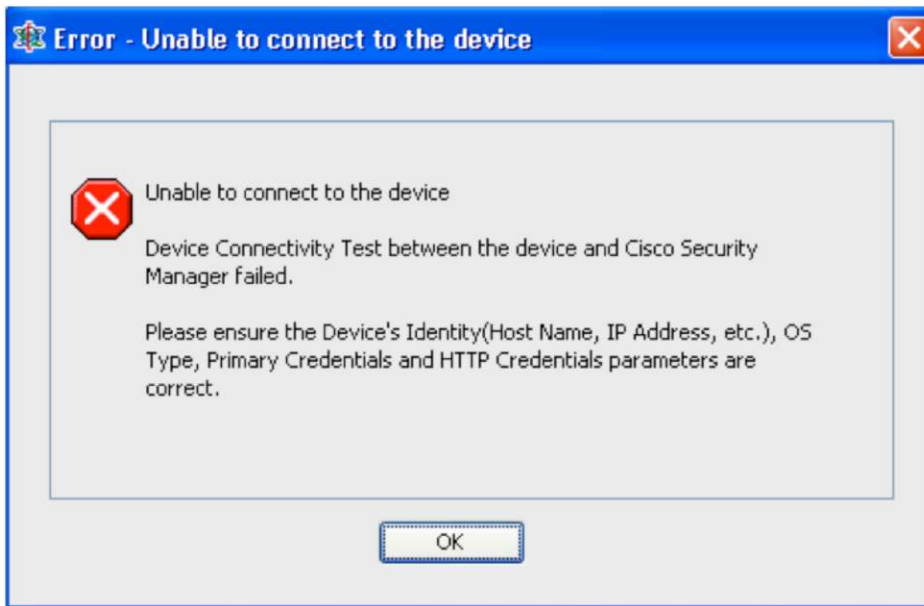 Error - Unable to connect to the device
Unable to connect to the device
Device Connectivity Test between the device and Cisco Security
Manager failed.
Please ensure the Device's Identity(Host Name, IP Address, etc.), OS
Type, Primary Credentials and HTTP Credentials parameters are
correct.
OK